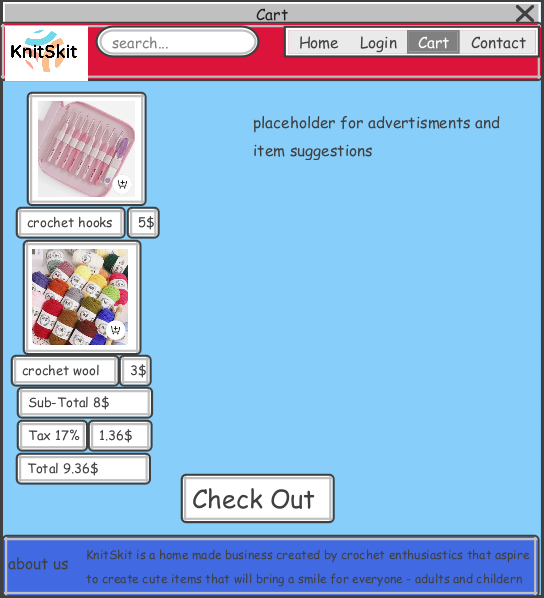 Cart
KnitSkit
search...
Home Login Cart Contact
placeholder for advertisments and
item suggestions
crochet hooks 5$
crochet wool 3$
Sub-Total 8$
Tax 17% 1.36$
Total 9.36$
Check Out
about us
KnitSkit is a home made business created by crochet enthusiastics that aspire
to create cute items that will bring a smile for everyone - adults and childern